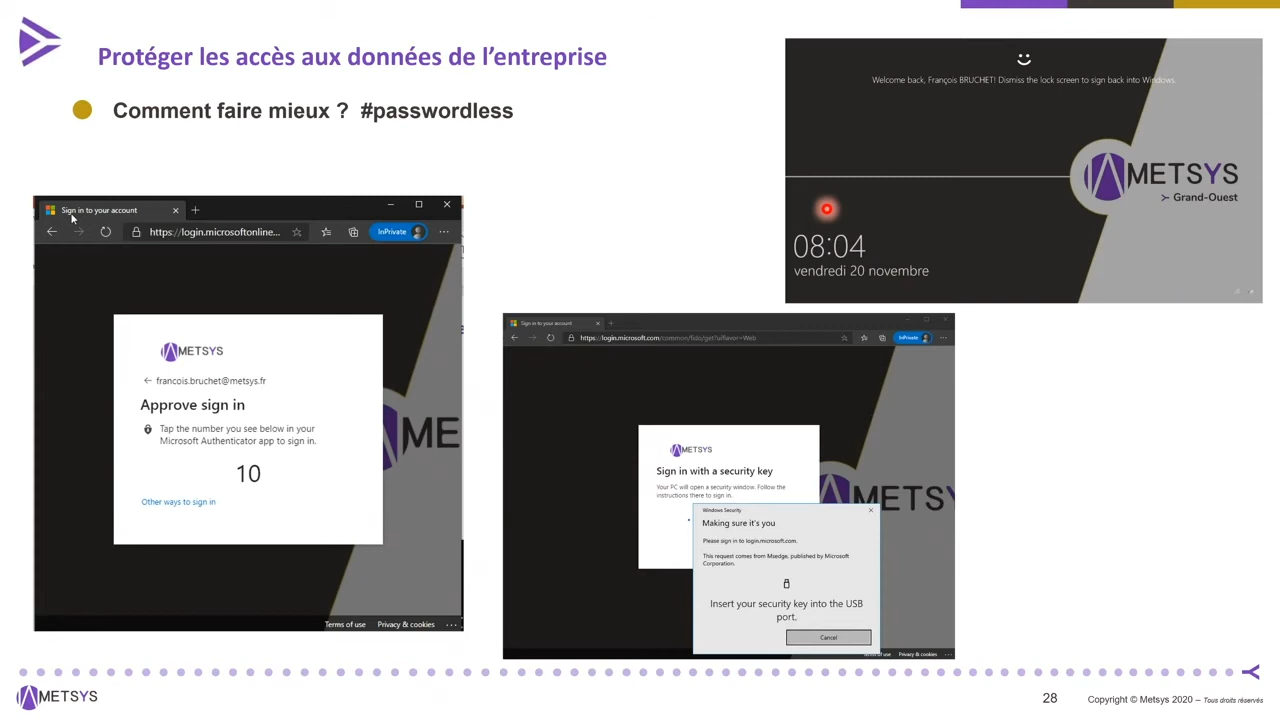 Protéger les accès aux données de l’entreprise
Comment faire mieux ? #passwordless
Welcome back, François BRUCHET! Dismiss the lock screen to sign back into Windows.
METSYS
Grand-Ouest
08:04
vendredi 20 novembre
Sign in to your account
https://login.microsoftonline...
InPrivate
METSYS
francois.bruchet@metsys.fr
Approve sign in
Tap the number you see below in your
Microsoft Authenticator app to sign in.
10
Other ways to sign in
ME
Terms of use Privacy & cookies ...
Sign in to your account
https://login.microsoft.com/common/fido/get?uiflavor=Web
InPrivate
METSYS
Sign in with a security key
Your PC will open a security window. Follow the
instructions there to sign in.
METSY
Windows Security
Making sure it's you
Please sign in to login.microsoft.com.
This request comes from Msedge, published by Microsoft
Corporation.
Insert your security key into the USB
port.
Cancel
Terms of use Privacy & cookies ...
METSYS
28
Copyright © Metsys 2020 – Tous droits réservés